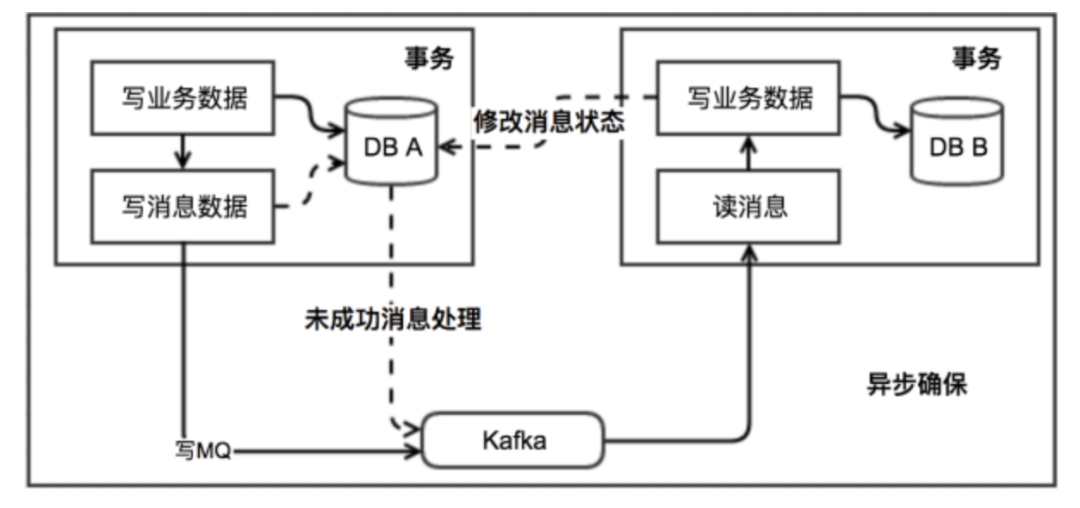 事务
写业务数据
DB A
写消息数据
修改消息状态
事务
写业务数据
DB B
读消息
未成功消息处理
异步确保
写MQ
Kafka